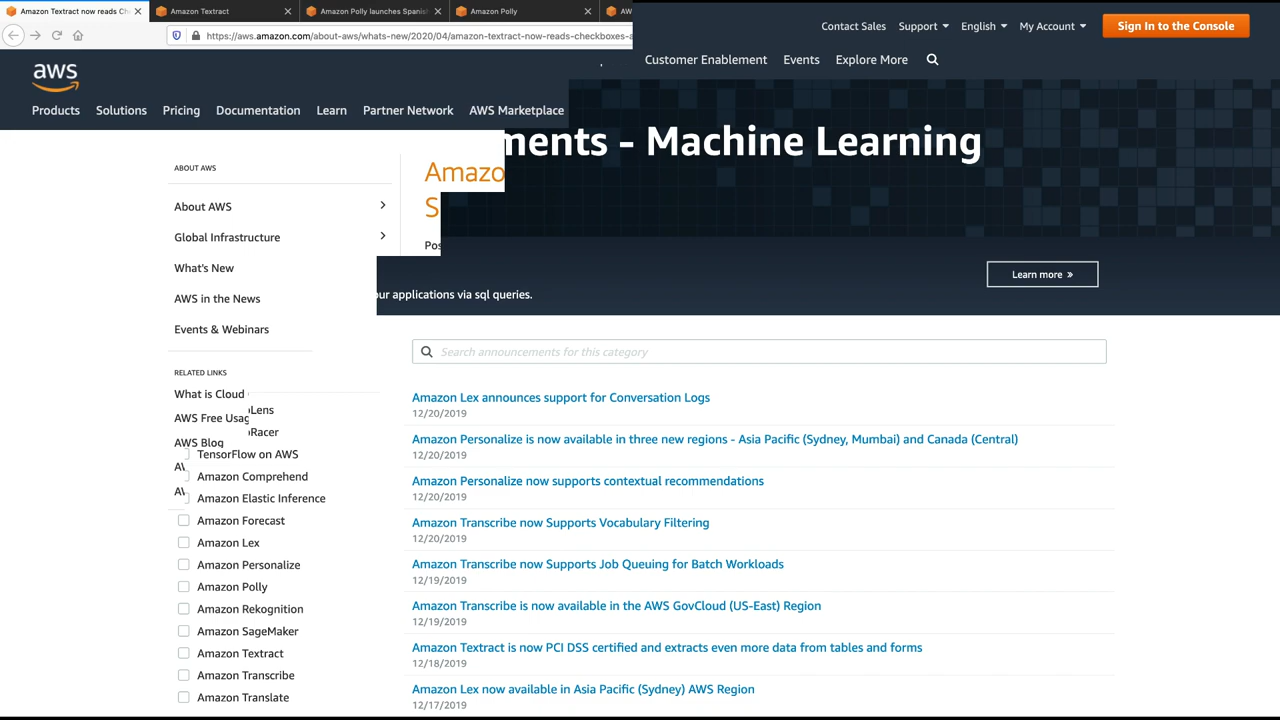 Amazon Textract now reads Che
Amazon Textract
Amazon Polly launches Spanish
Amazon Polly
AW
https://aws.amazon.com/about-aws/whats-new/2020/04/amazon-textract-now-reads-checkboxes-a
Contact Sales Support English My Account Sign In to the Console
aws
Customer Enablement Events Explore More
Products Solutions Pricing Documentation Learn Partner Network AWS Marketplace
ments - Machine Learning
ABOUT AWS
Amazo
S
About AWS
Global Infrastructure
Pos
What's New
Learn more »
AWS in the News
our applications via sql queries.
Events & Webinars
Search announcements for this category
RELATED LINKS
What is Cloud
AWS Free Usag
Lens
Racer
AWS Blog
TensorFlow on AWS
Amazon Comprehend
Amazon Elastic Inference
Amazon Forecast
Amazon Lex
Amazon Personalize
Amazon Polly
Amazon Rekognition
Amazon SageMaker
Amazon Textract
Amazon Transcribe
Amazon Translate
Amazon Lex announces support for Conversation Logs
12/20/2019
Amazon Personalize is now available in three new regions - Asia Pacific (Sydney, Mumbai) and Canada (Central)
12/20/2019
Amazon Personalize now supports contextual recommendations
12/20/2019
Amazon Transcribe now Supports Vocabulary Filtering
12/20/2019
Amazon Transcribe now Supports Job Queuing for Batch Workloads
12/19/2019
Amazon Transcribe is now available in the AWS GovCloud (US-East) Region
12/19/2019
Amazon Textract is now PCI DSS certified and extracts even more data from tables and forms
12/18/2019
Amazon Lex now available in Asia Pacific (Sydney) AWS Region
12/17/2019